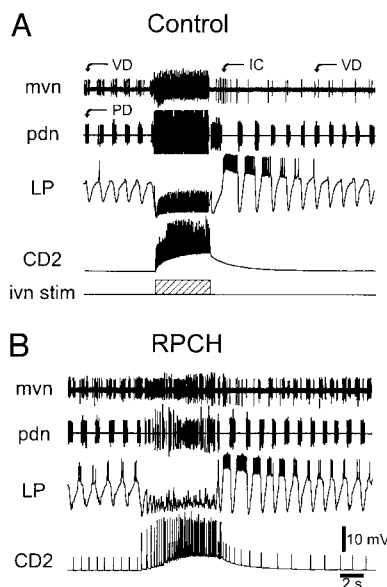 A Control
VD IC VD
mvn
PD
pdn
LP
CD2
ivn stim
B RPCH
mvn
pdn
LP
10 mV
CD2
2 s